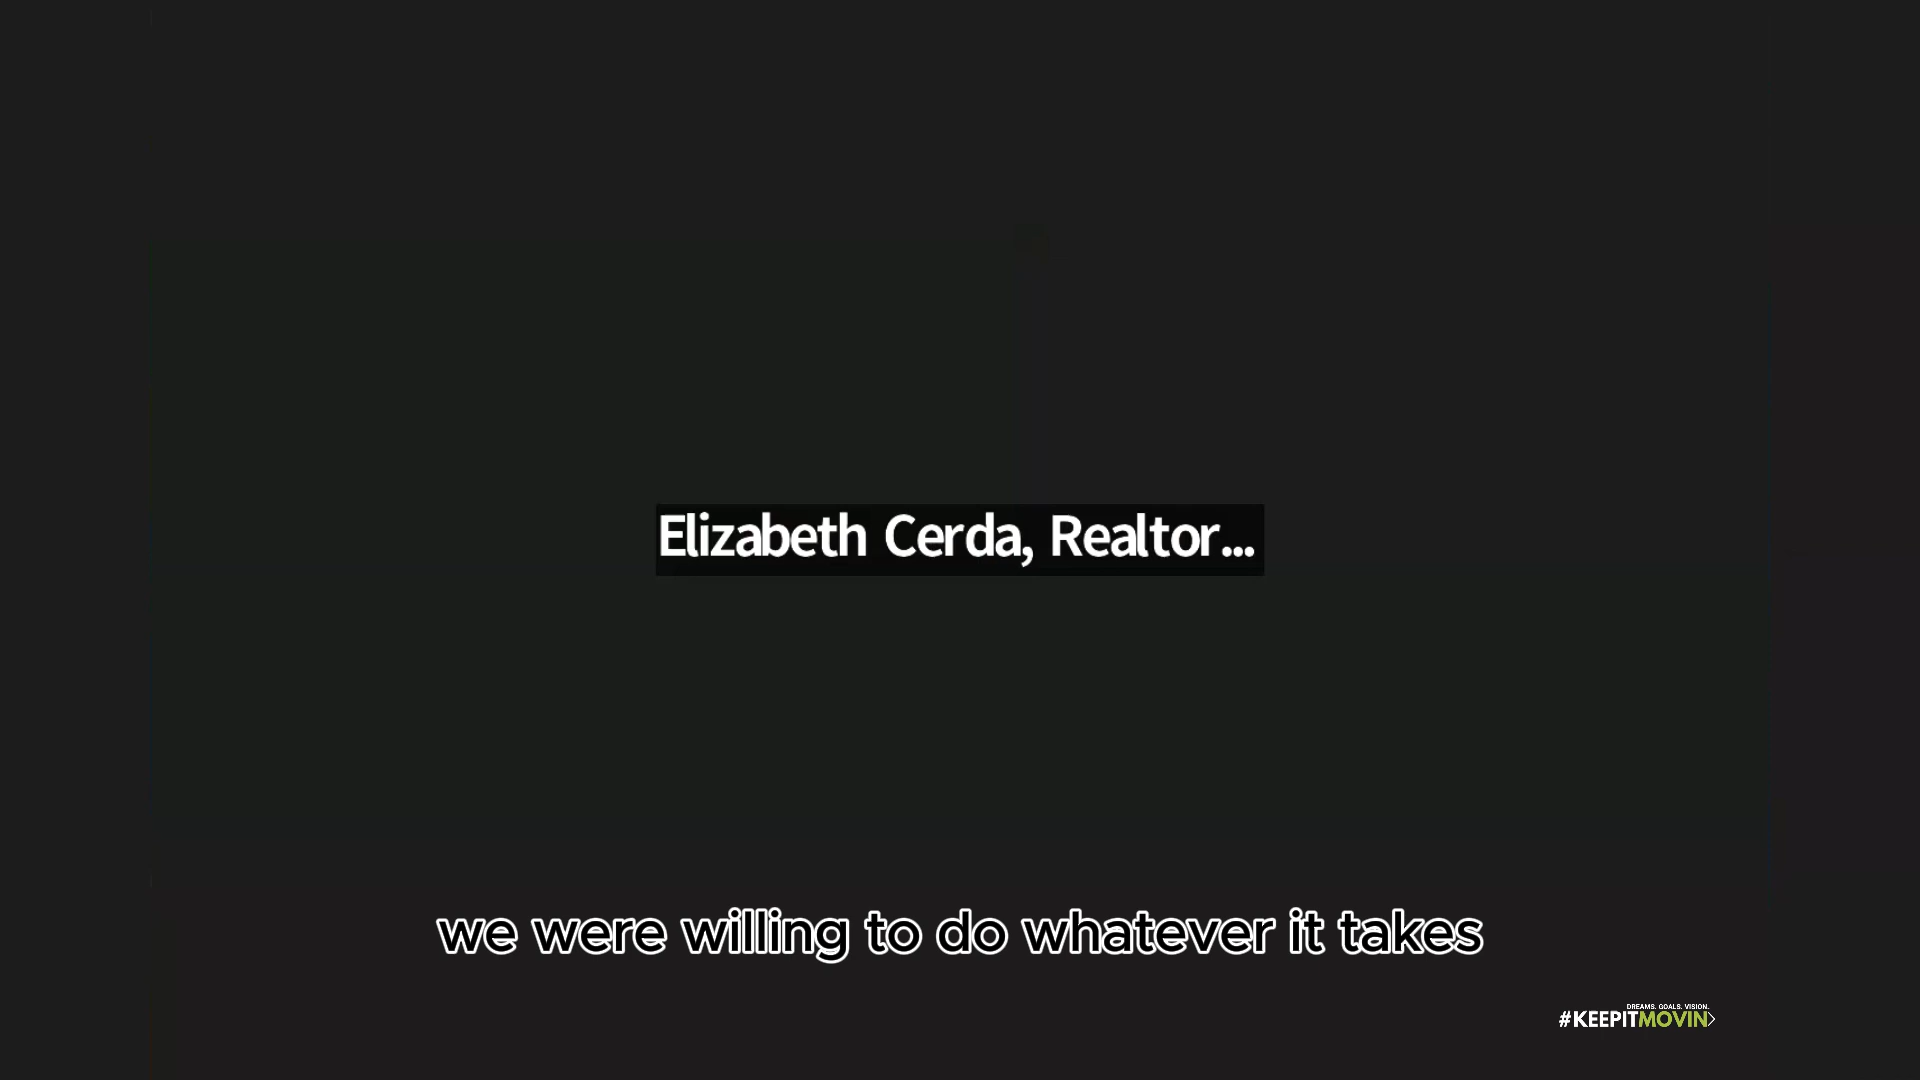 Elizabeth Cerda, Realtor...
we were willing to do whatever it takes
DREAMS. GOALS. VISION.
#KEEPITMOVIN